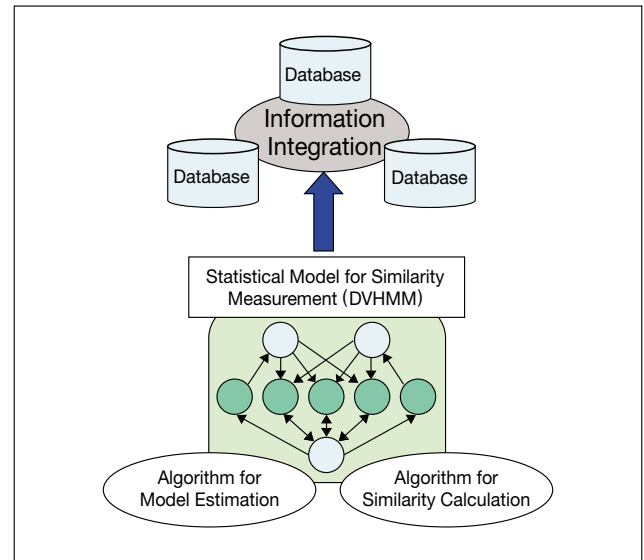 Database
Information
Integration
Database
Database
Statistical Model for Similarity
Measurement (DVHMM)
Algorithm for
Model Estimation
Algorithm for
Similarity Calculation